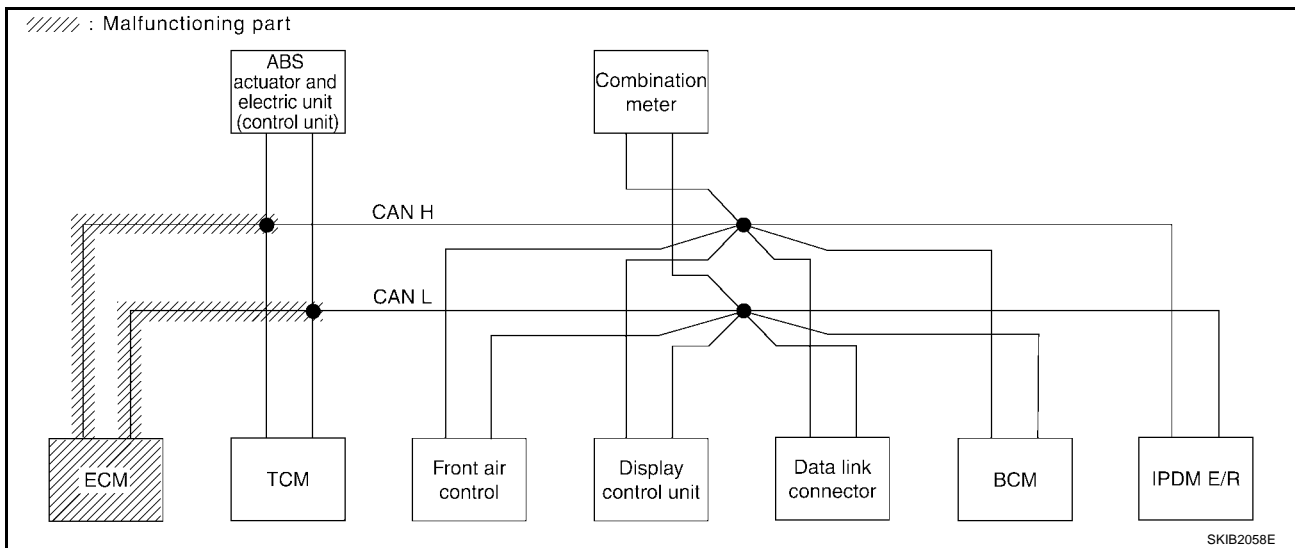 : Malfunctioning part
ABS
actuator and
electric unit
(control unit)
Combination
meter
CAN H
CAN L
ECM
TCM
Front air
control
Display
control unit
Data link
connector
BCM
IPDM E/R
SKIB2058E